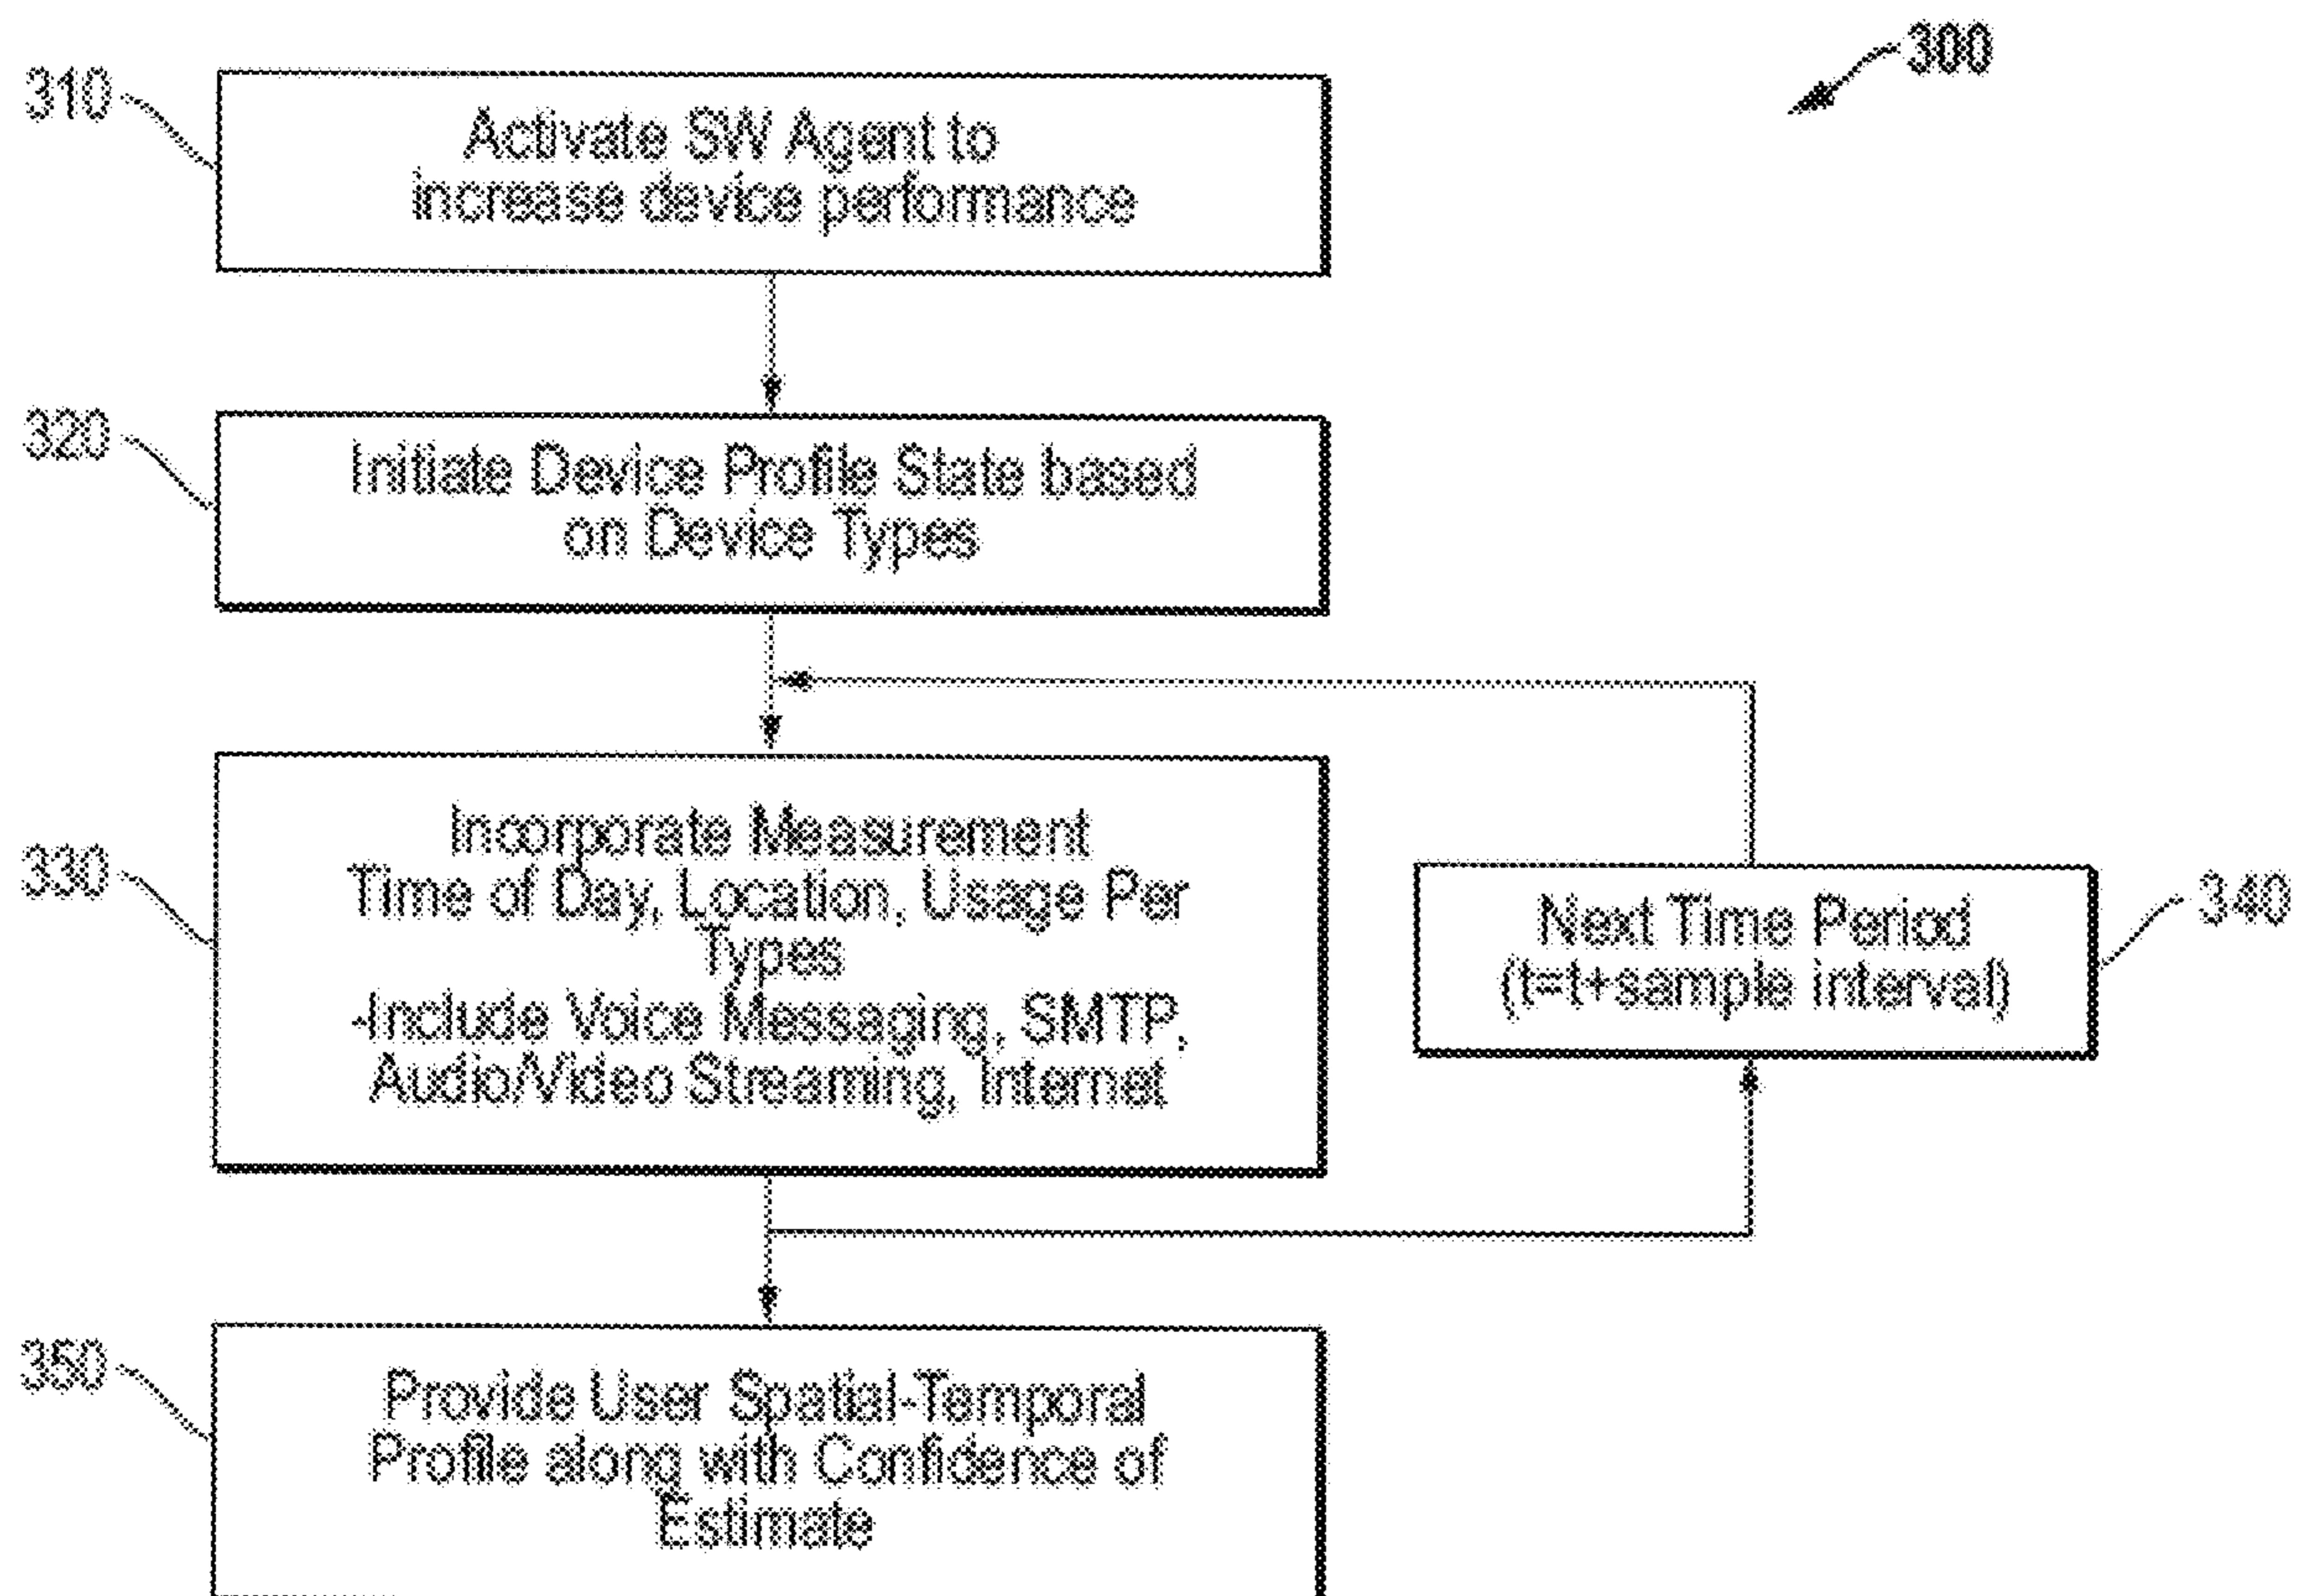 300
310
Activate SW Agent to
increase device performance
320
Initiate Device Profile State based
on Device Types
330
Incorporate Measurement
Time of Day, Location, Usage Per
Types
-Include Voice Messaging, SMTP,
Audio/Video Streaming, Internet
Next Time Period
(t=t+sample interval)
340
350
Provide User Spatial-Temporal
Profile along with Confidence of
Estimate